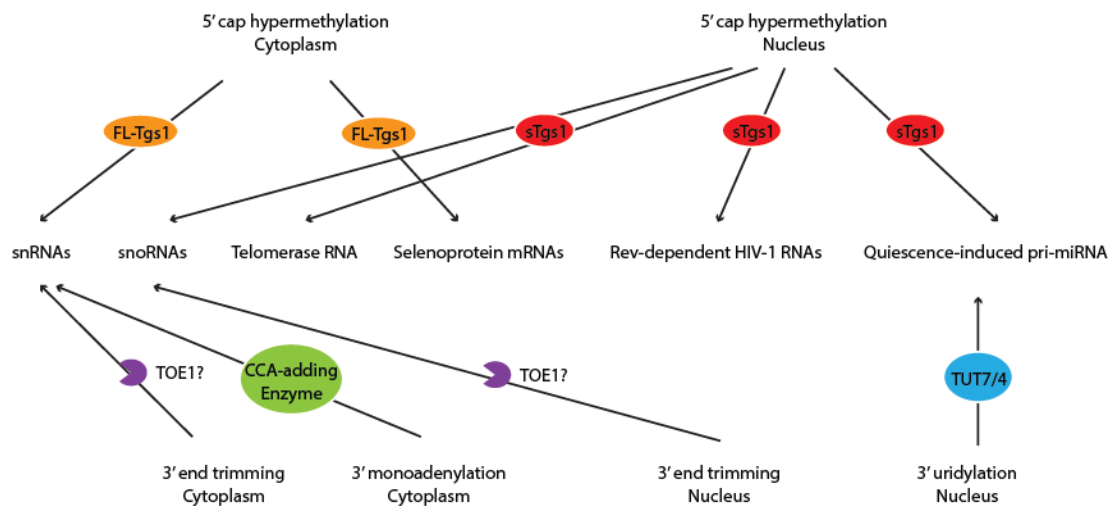 5’ cap hypermethylation
Cytoplasm
5’ cap hypermethylation
Nucleus
FL-Tgs1
FL-Tgs1
sTgs1
sTgs1
sTgs1
snRNAs
snoRNAs
Telomerase RNA
Selenoprotein mRNAs
Rev-dependent HIV-1 RNAs
Quiescence-induced pri-miRNA
TOE1?
CCA-adding
Enzyme
TOE1?
TUT7/4
3’ end trimming
Cytoplasm
3’ monoadenylation
Cytoplasm
3’ end trimming
Nucleus
3’ uridylation
Nucleus